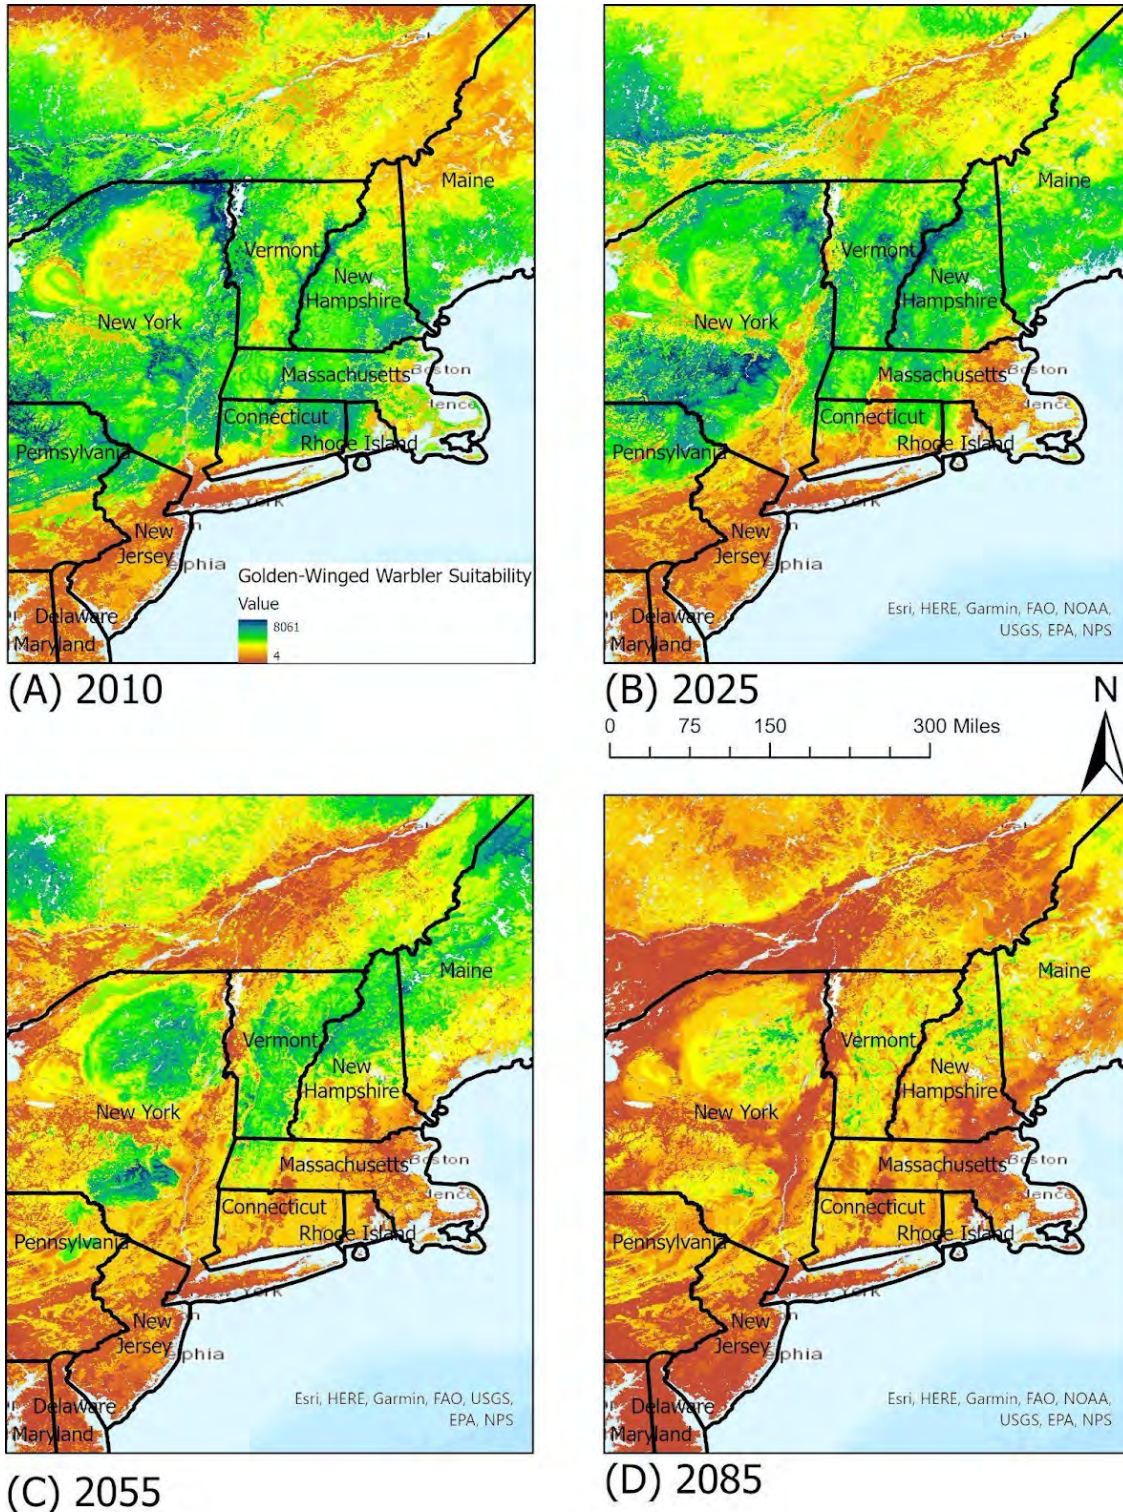 Maine
Vermont
New
Hampshire
New York
Massachusetts
Boston
Connecticut
Rhode Island
Pennsylvania
New
Jersey
Delaware
Maryland
Golden-Winged Warbler Suitability
Value
8061
4
(A) 2010
Maine
Vermont
New
Hampshire
New York
Massachusetts
Boston
Connecticut
Rhode Island
Pennsylvania
New
Jersey
Delaware
Maryland
Esri, HERE, Garmin, FAO, NOAA,
USGS, EPA, NPS
(B) 2025
N
0 75 150 300 Miles
Maine
Vermont
New
Hampshire
New York
Massachusetts
Boston
Connecticut
Rhode Island
Pennsylvania
New
Jersey
Delaware
Maryland
Esri, HERE, Garmin, FAO, USGS,
EPA, NPS
(C) 2055
Maine
Vermont
New
Hampshire
New York
Massachusetts
Boston
Connecticut
Rhode Island
Pennsylvania
New
Jersey
Delaware
Maryland
Esri, HERE, Garmin, FAO, NOAA,
USGS, EPA, NPS
(D) 2085